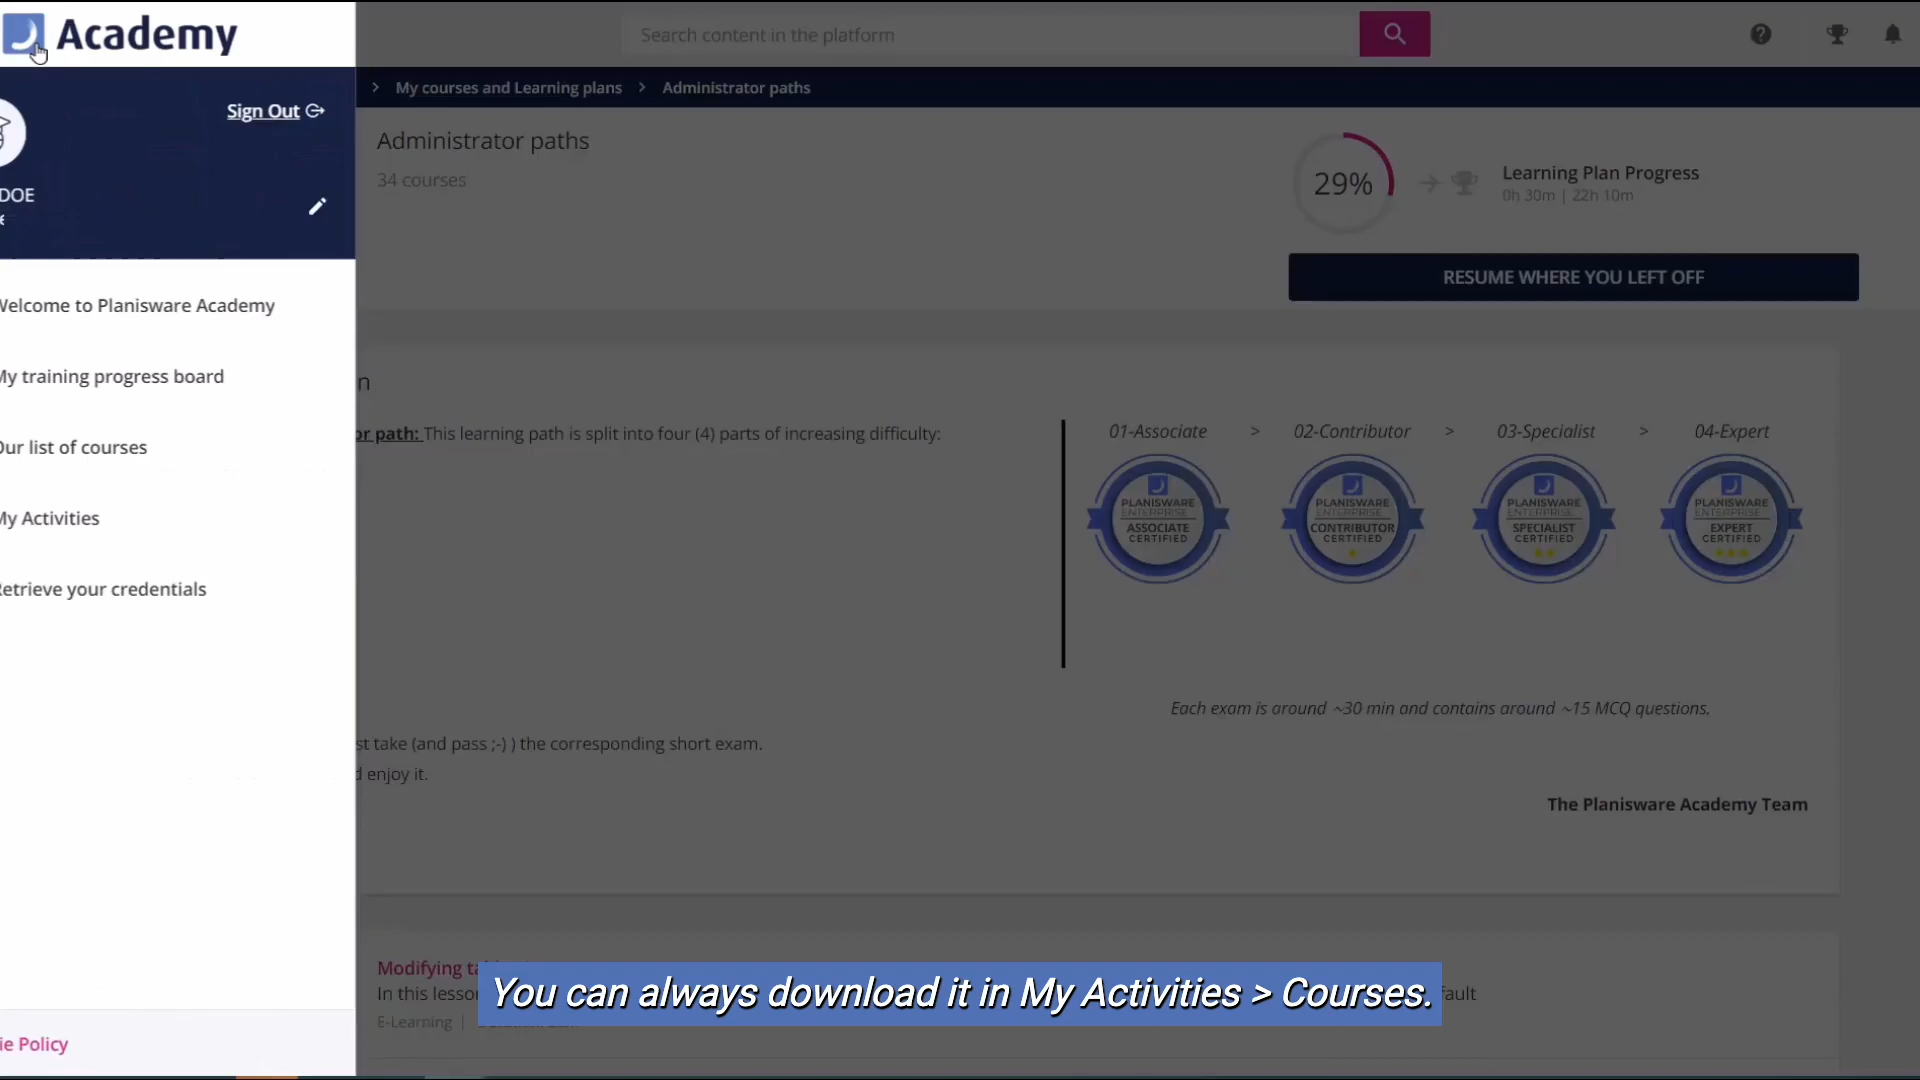 Academy
Search content in the platform
Sign Out
My courses and Learning plans > Administrator paths
DOE
Administrator paths
34 courses
29%
Learning Plan Progress
0h 30m | 22h 10m
RESUME WHERE YOU LEFT OFF
Welcome to Planisware Academy
My training progress board
Our list of courses
My Activities
Retrieve your credentials
n
or path: This learning path is split into four (4) parts of increasing difficulty:
01-Associate > 02-Contributor > 03-Specialist > 04-Expert
PLANISWARE ENTERPRISE ASSOCIATE CERTIFIED
PLANISWARE ENTERPRISE CONTRIBUTOR CERTIFIED
PLANISWARE ENTERPRISE SPECIALIST CERTIFIED
PLANISWARE ENTERPRISE EXPERT CERTIFIED
Each exam is around ~30 min and contains around ~15 MCQ questions.
st take (and pass ;-) ) the corresponding short exam.
d enjoy it.
The Planisware Academy Team
Modifying
In this lesson
fault
E-Learning |
You can always download it in My Activities > Courses.
ie Policy